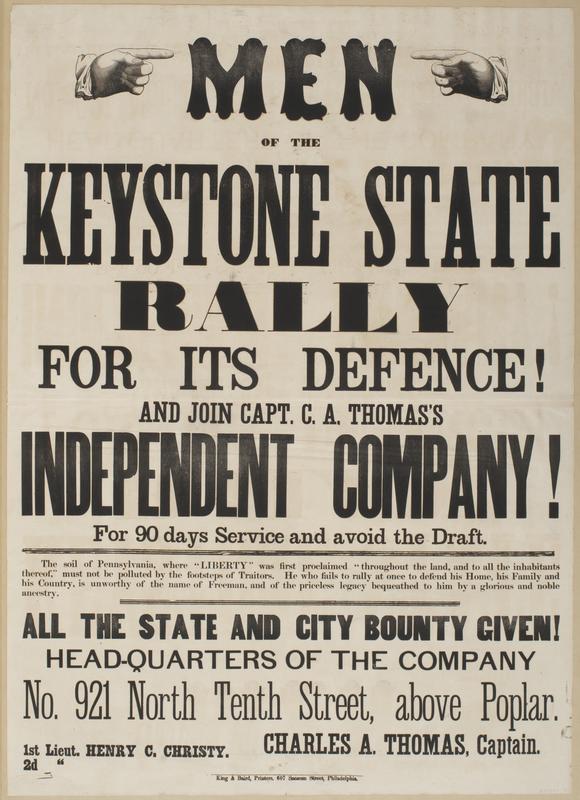 MEN
OF THE
KEYSTONE STATE
RALLY
FOR ITS DEFENCE!
AND JOIN CAPT. C. A. THOMAS'S
INDEPENDENT COMPANY!
For 90 days Service and avoid the Draft.
The soil of Pennsylvania, where "LIBERTY" was first proclaimed "throughout the land, and to all the inhabitants
thereof," must not be polluted by the footsteps of Traitors. He who fails to rally at once to defend his Home, his Family and
his Country, is unworthy of the name of Freeman, and of the priceless legacy bequeathed to him by a glorious and noble
ancestry.
ALL THE STATE AND CITY BOUNTY GIVEN!
HEAD-QUARTERS OF THE COMPANY
No. 921 North Tenth Street, above Poplar.
1st Lieut. HENRY C. CHRISTY. CHARLES A. THOMAS, Captain.
2d "
King & Baird, Printers, 607 Sansom Street, Philadelphia.